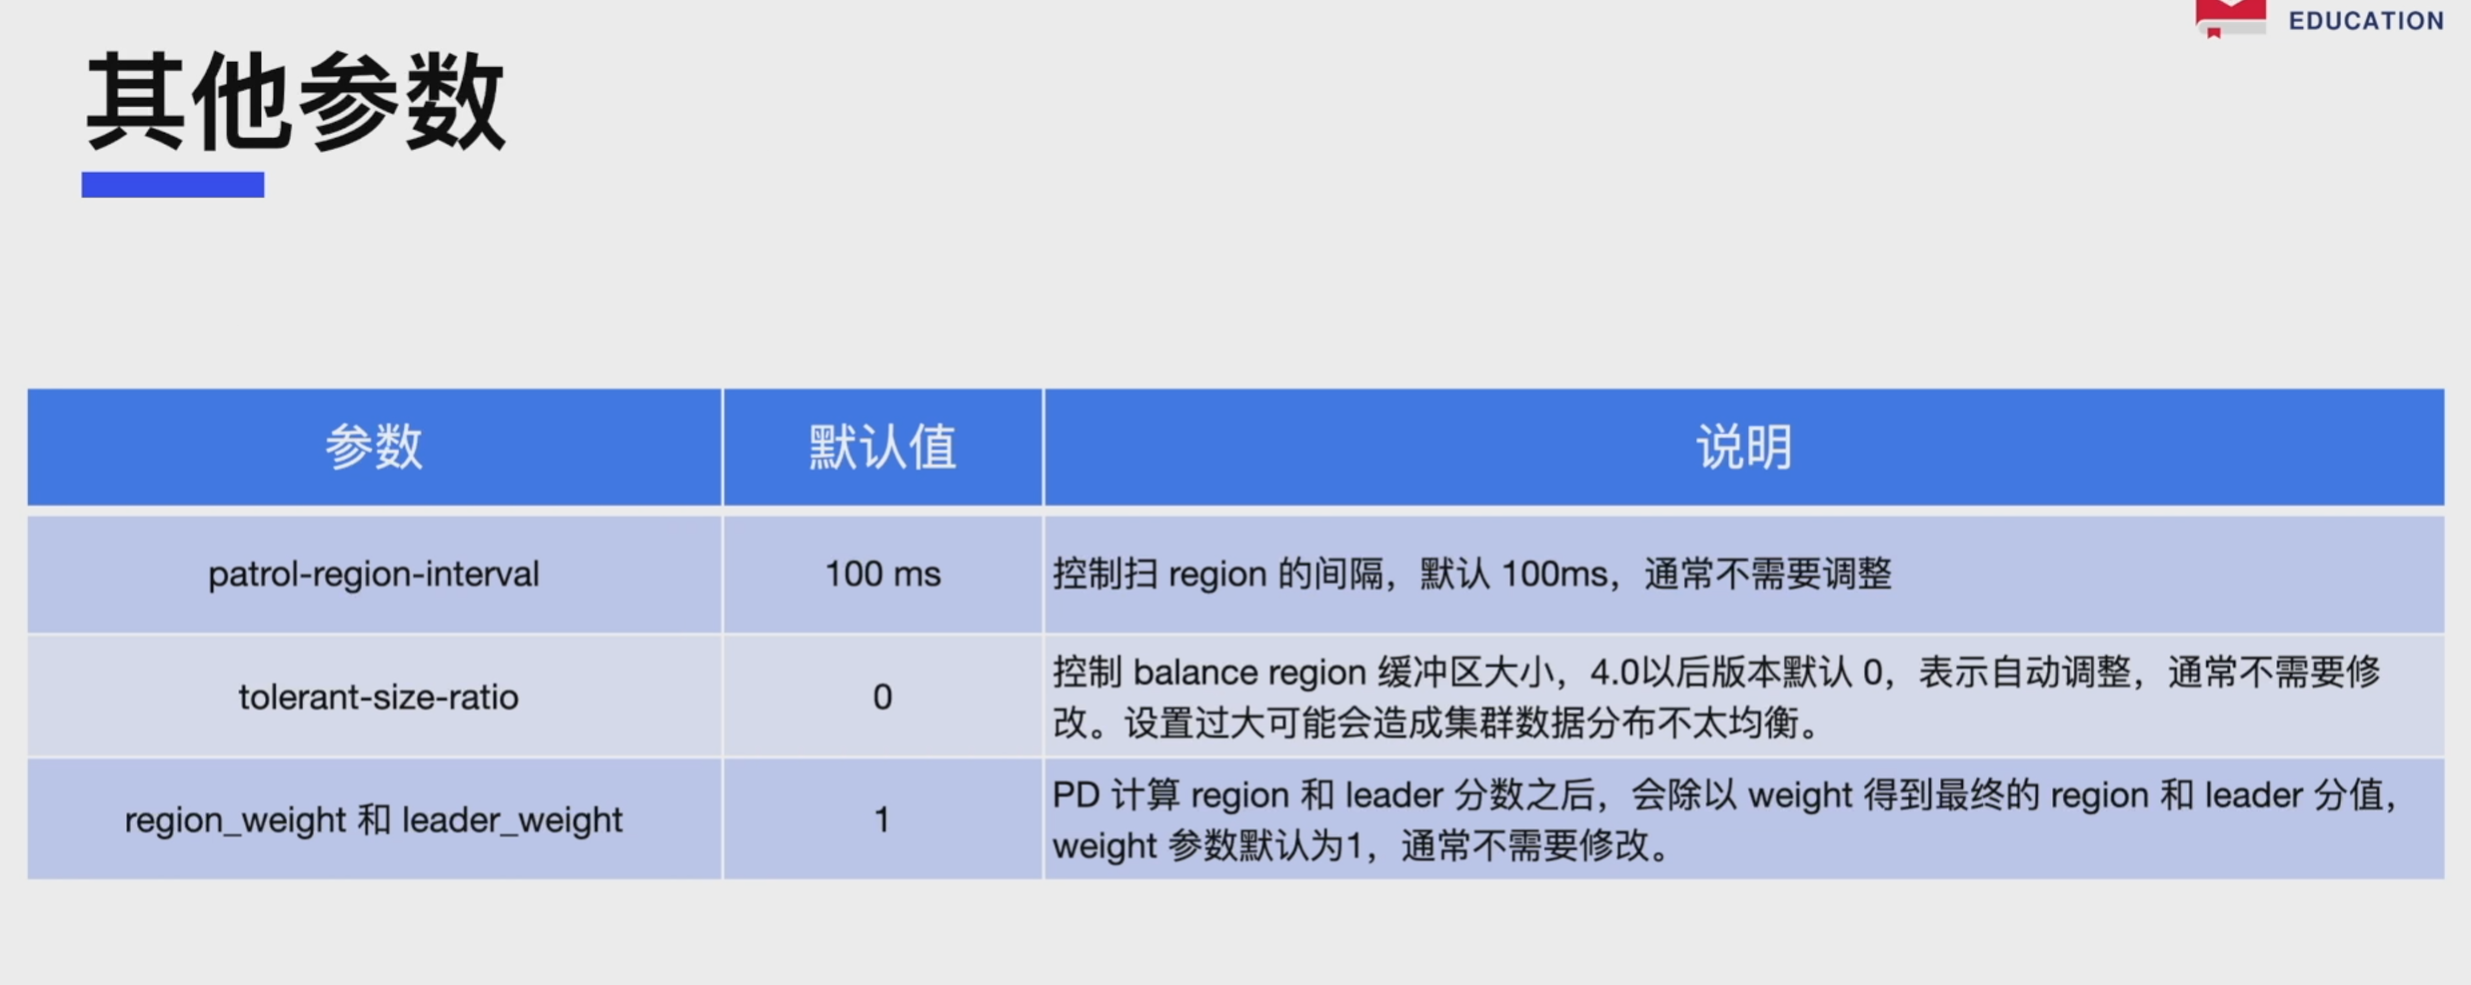 EDUCATION
其他参数
参数 默认值 说明
patrol-region-interval 100 ms 控制扫 region 的间隔，默认 100ms，通常不需要调整
tolerant-size-ratio 0 控制 balance region 缓冲区大小，4.0以后版本默认 0，表示自动调整，通常不需要修
改。设置过大可能会造成集群数据分布不太均衡。
region_weight 和 leader_weight 1 PD 计算 region 和 leader 分数之后，会除以 weight 得到最终的 region 和 leader 分值，
weight 参数默认为1，通常不需要修改。